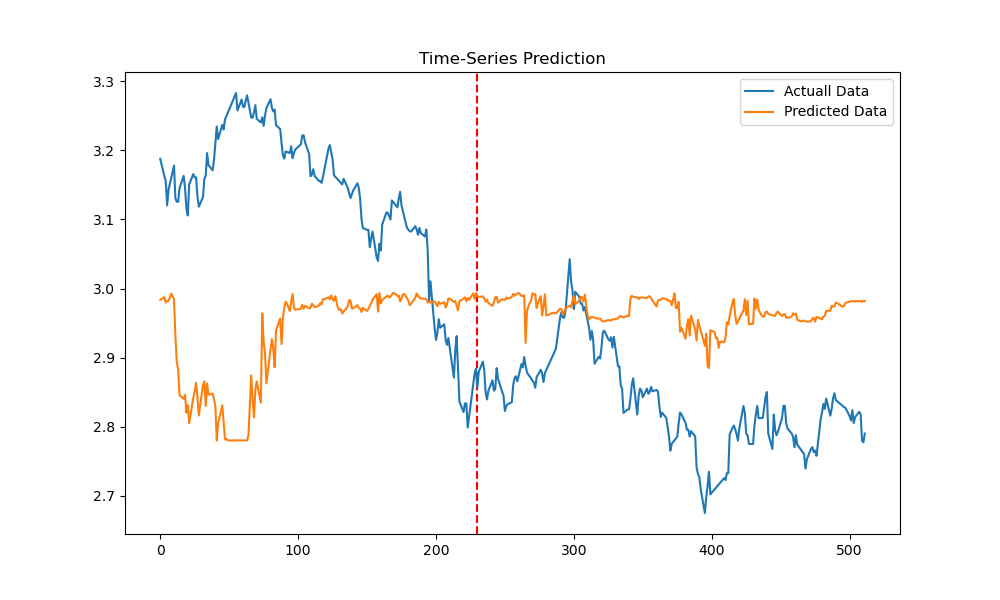 Time-Series Prediction
Actuall Data
Predicted Data
3.3
3.2
3.1
3.0
2.9
2.8
2.7
0 100 200 300 400 500